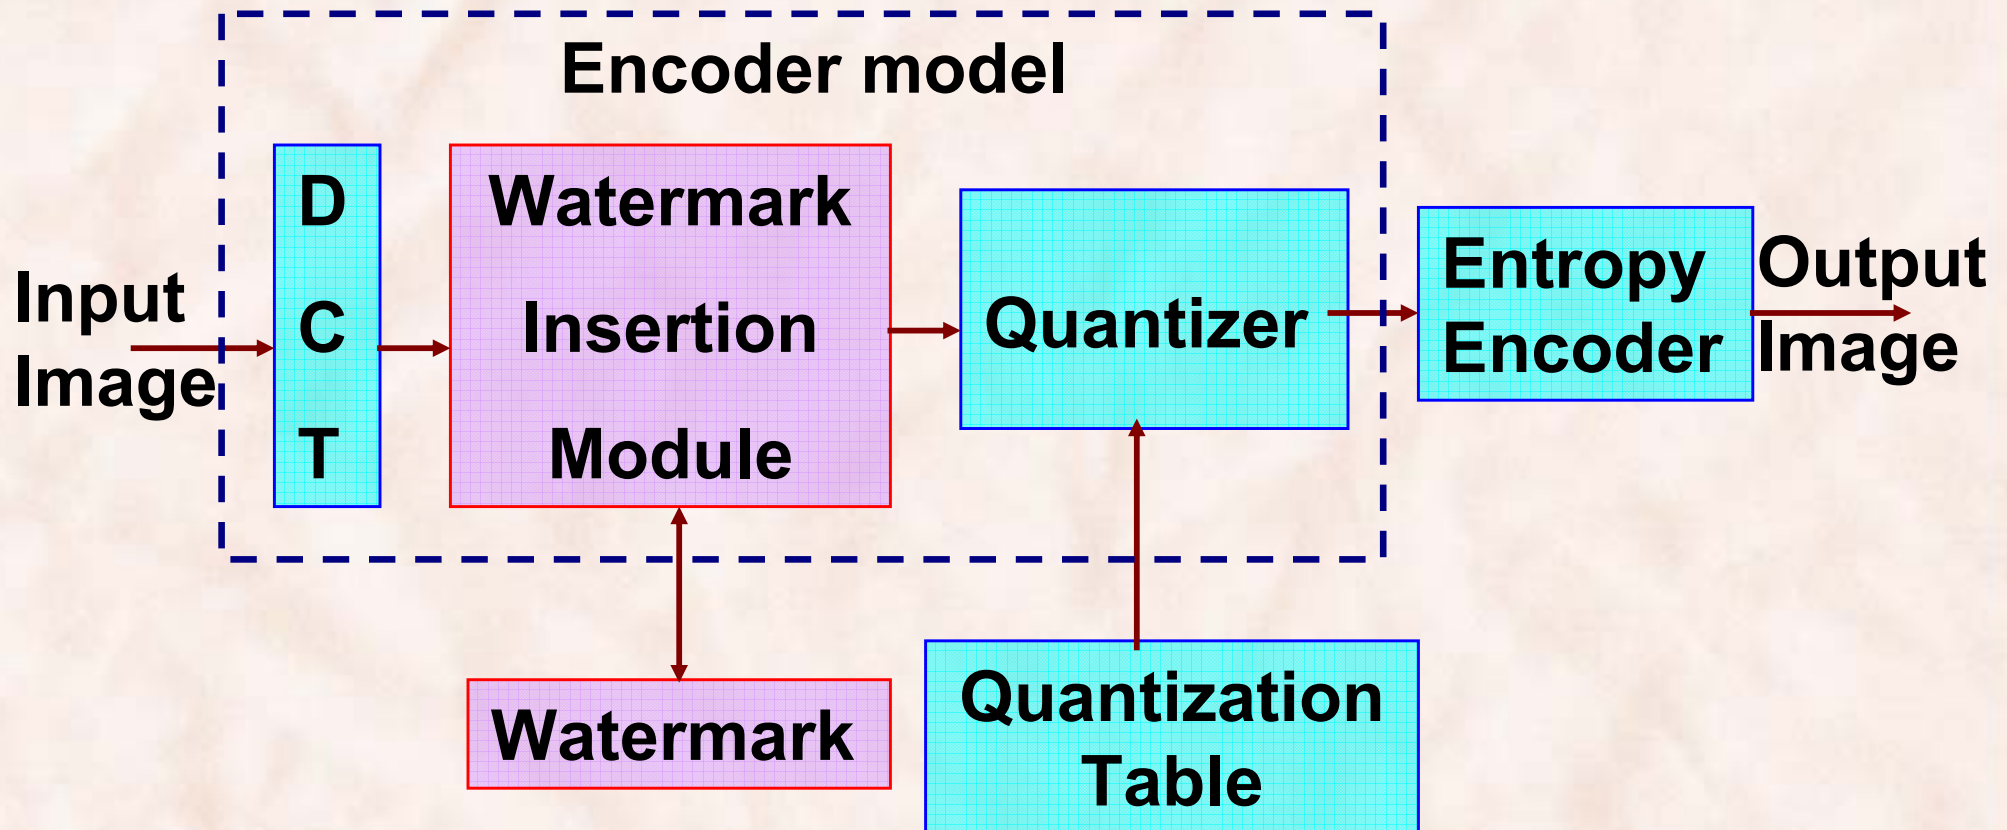 Encoder model
Input
Image
D
C
T
Watermark
Insertion
Module
Quantizer
Entropy
Encoder
Output
Image
Watermark
Quantization
Table